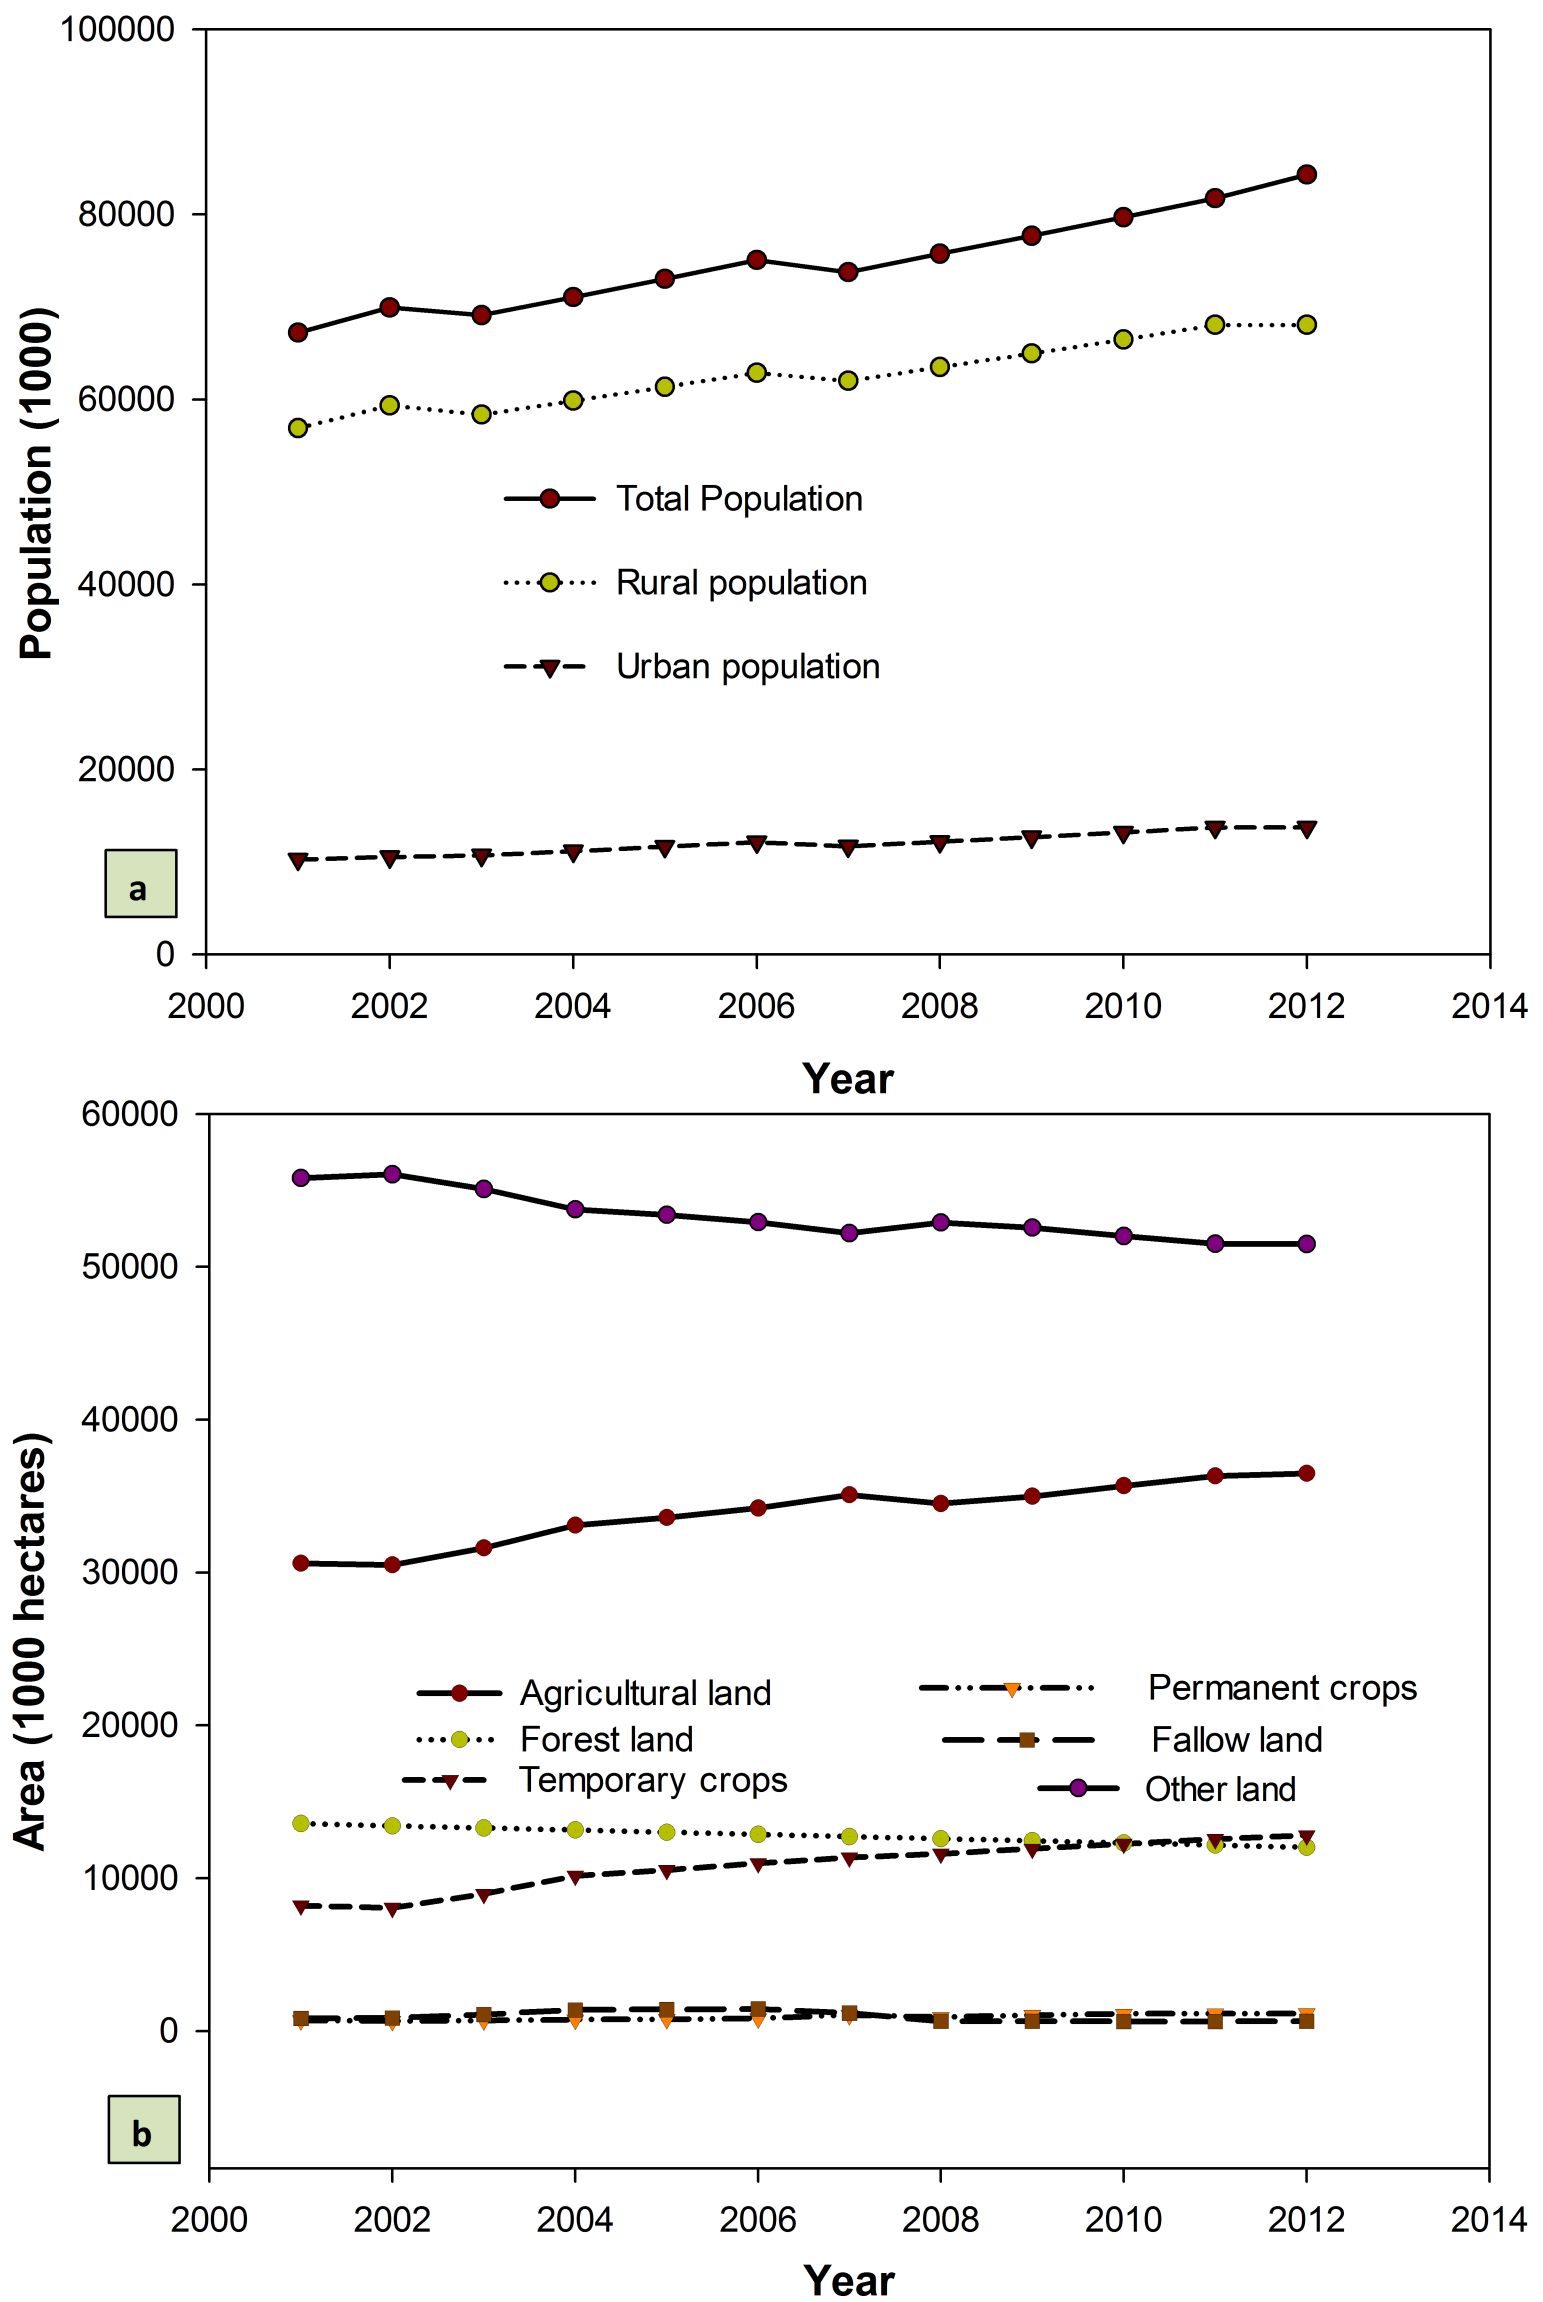 100000
80000
60000
40000
20000
0
Population (1000)
Total Population
Rural population
Urban population
a
2000 2002 2004 2006 2008 2010 2012 2014
Year
60000
50000
40000
30000
20000
10000
0
Area (1000 hectares)
Agricultural land
Forest land
Temporary crops
Permanent crops
Fallow land
Other land
b
2000 2002 2004 2006 2008 2010 2012 2014
Year